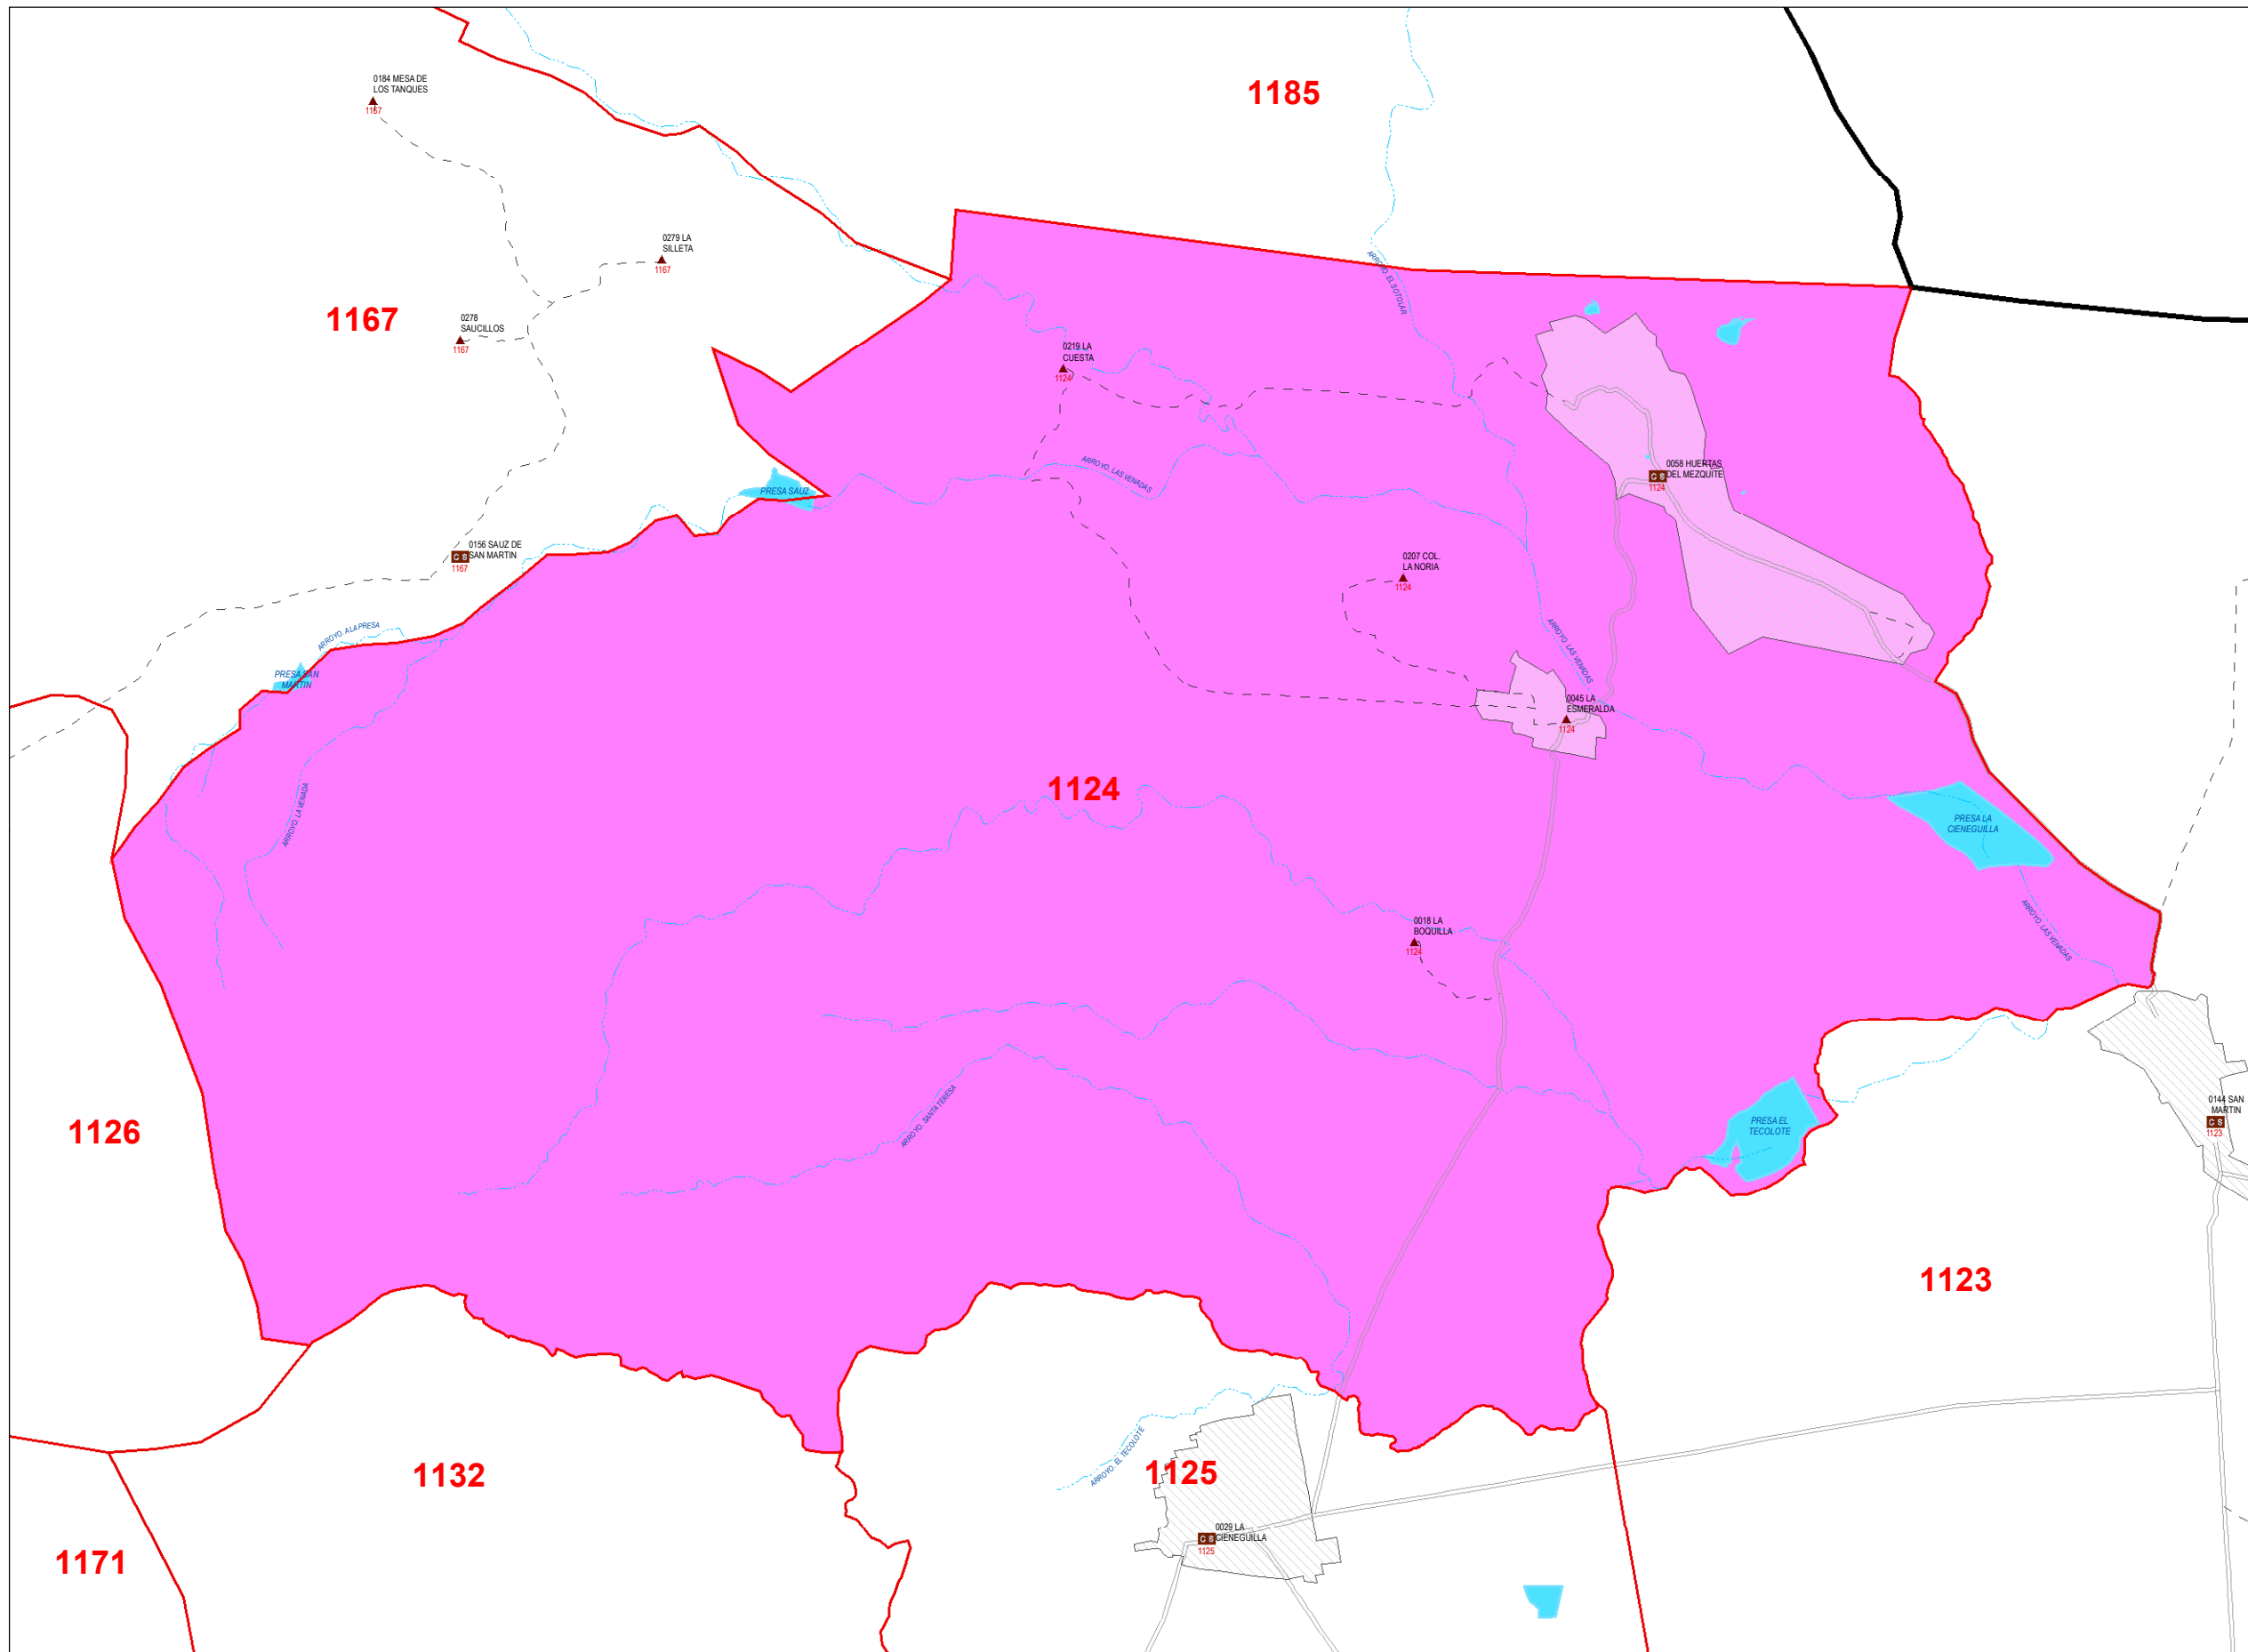 0184 MESA DE
LOS TANQUES
1167
1185
0279 LA
SILLETA
1167
ARROYO. EL SOTOLAR
1167
0278
SAUCILLOS
1167
0219 LA
CUESTA
1124
ARROYO. LAS VENADAS
0058 HUERTAS
DEL MEZQUITE
C S
1124
PRESA SAUZ
0156 SAUZ DE
SAN MARTIN
C S
1167
0207 COL.
LA NORIA
1124
ARROYO. A LA PRESA
ARROYO. LAS VENADAS
PRESA SAN
MARTIN
0045 LA
ESMERALDA
1124
1124
ARROYO. LA VENADA
PRESA LA
CIENEGUILLA
0018 LA
BOQUILLA
1124
ARROYO. LAS VENADAS
1126
ARROYO. SANTA TERESA
PRESA EL
TECOLOTE
0144 SAN
MARTIN
C S
1123
1123
1132
ARROYO. EL TECOLOTE
1125
1171
0029 LA
CIENEGUILLA
C S
1125